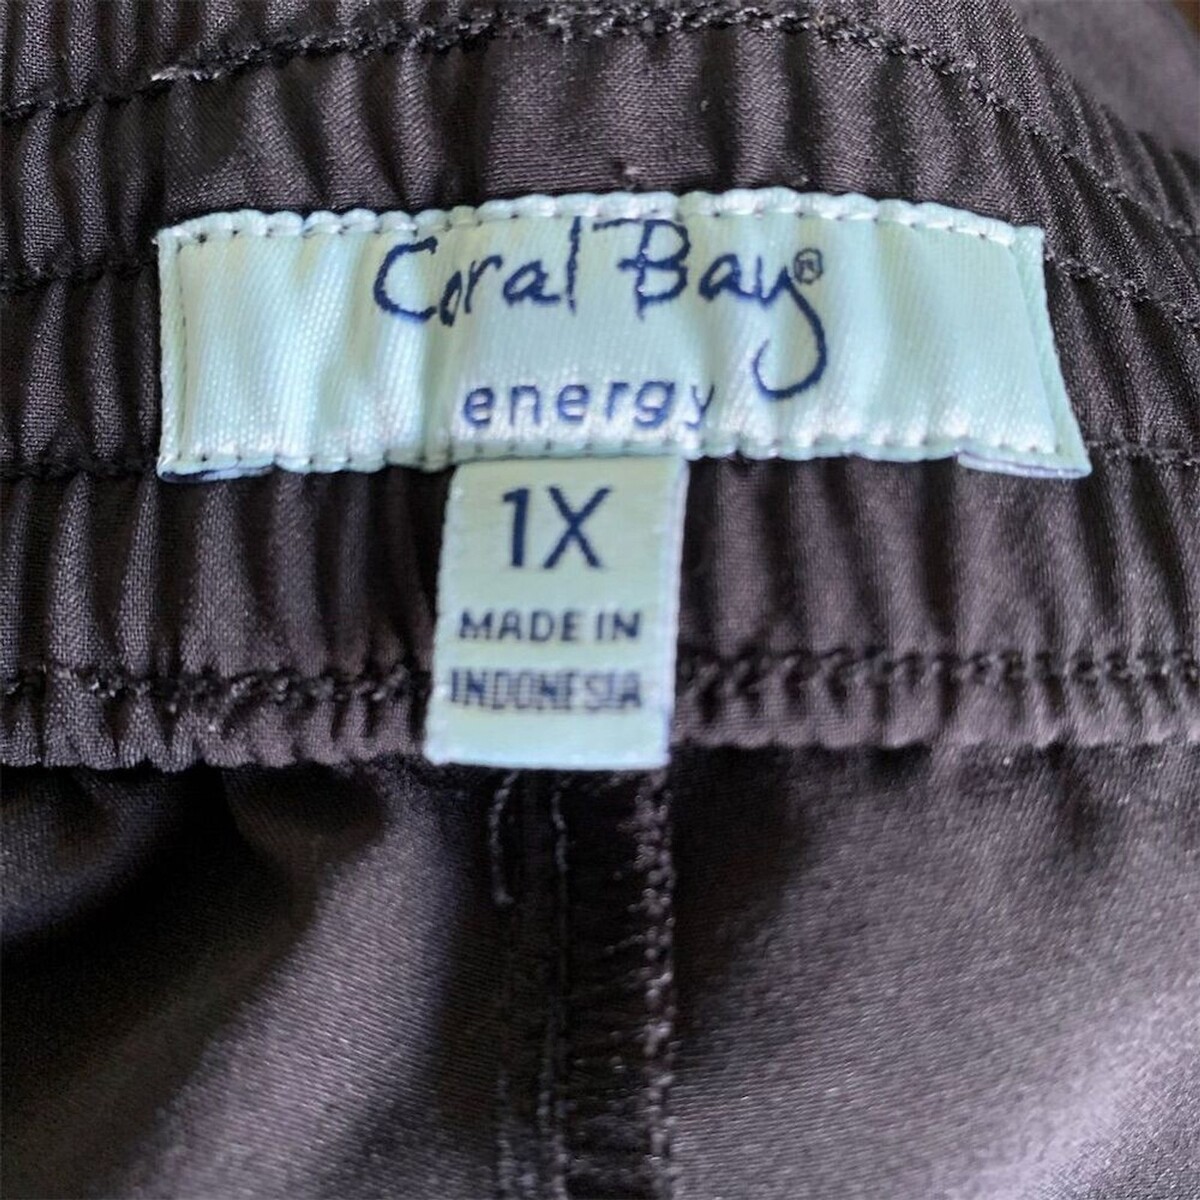 Coral Bay®
energy
1X
MADE IN
INDONESIA